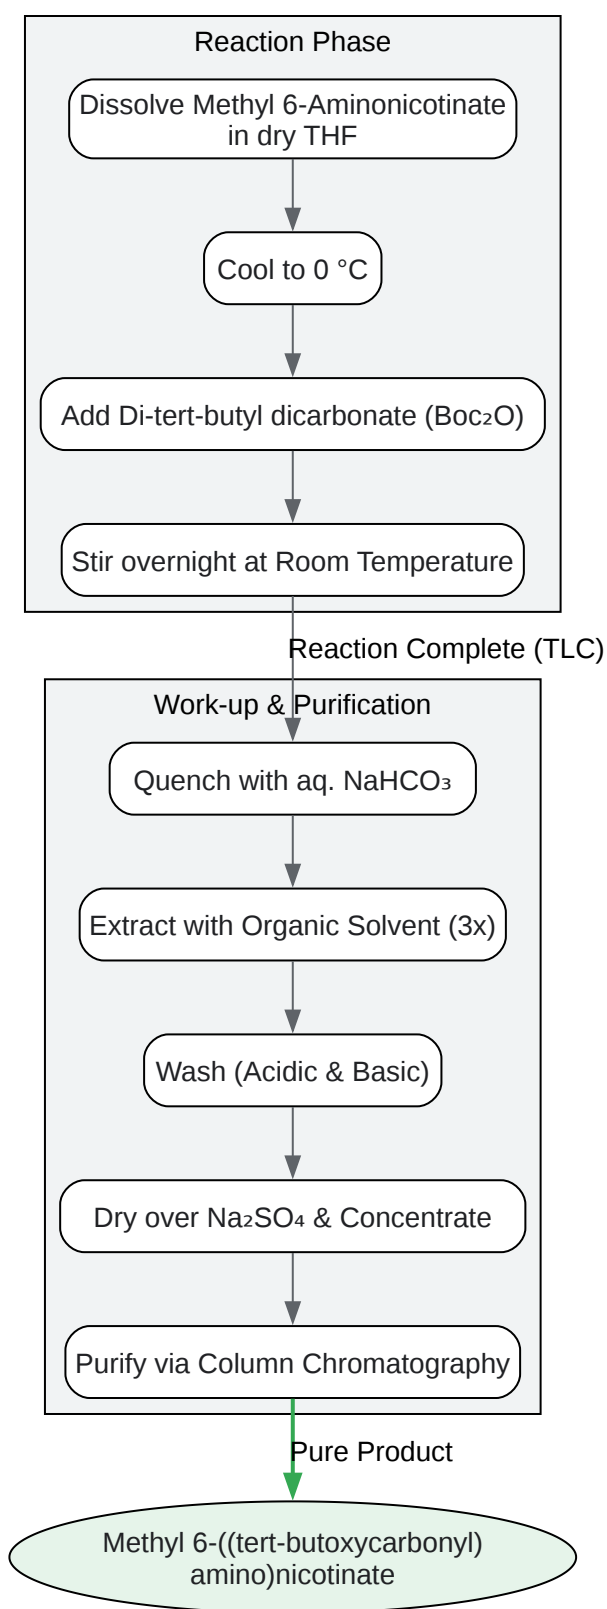 Reaction Phase
Dissolve Methyl 6-Aminonicotinate
in dry THF
Cool to 0 °C
Add Di-tert-butyl dicarbonate (Boc₂O)
Stir overnight at Room Temperature
Reaction Complete (TLC)
Work-up & Purification
Quench with aq. NaHCO₃
Extract with Organic Solvent (3x)
Wash (Acidic & Basic)
Dry over Na₂SO₄ & Concentrate
Purify via Column Chromatography
Pure Product
Methyl 6-((tert-butoxycarbonyl)
amino)nicotinate